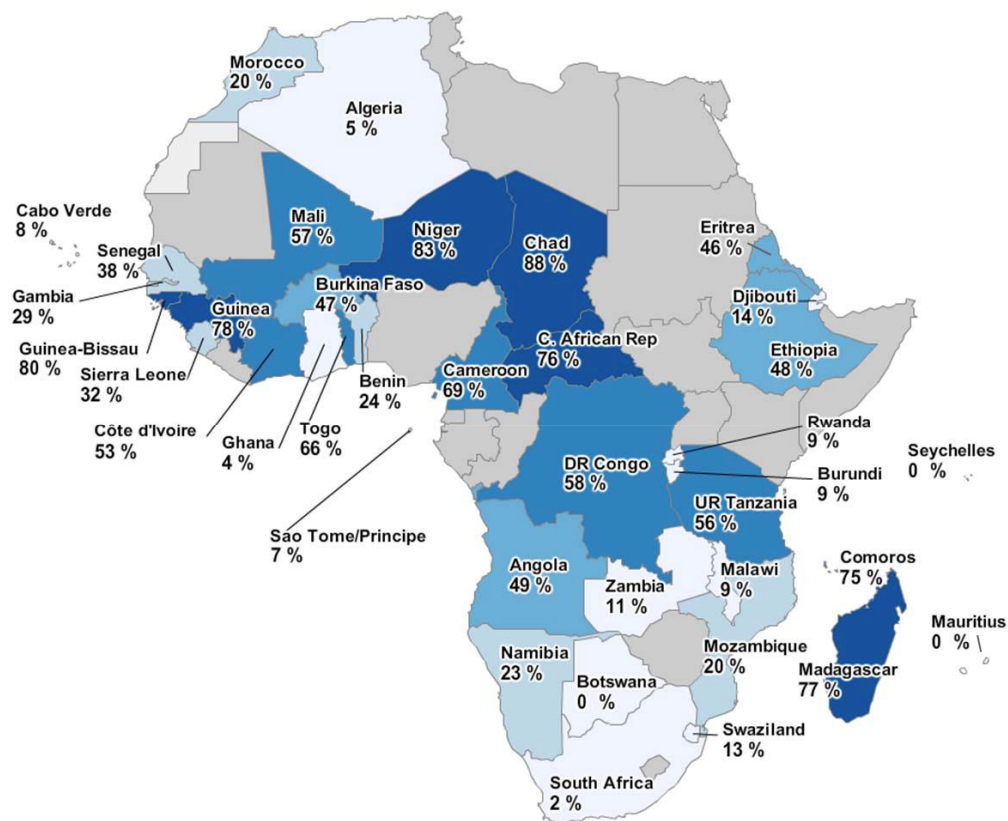 Morocco
20 %
Algeria
5 %
Cabo Verde
8 %
Mali
57 %
Niger
83 %
Chad
88 %
Eritrea
46 %
Senegal
38 %
Gambia
29 %
Burkina Faso
47 %
Djibouti
14 %
Guinea
78 %
Guinea-Bissau
80 %
C. African Rep
76 %
Ethiopia
48 %
Sierra Leone
32 %
Benin
24 %
Cameroon
69 %
Côte d'Ivoire
53 %
Ghana
4 %
Togo
66 %
Rwanda
9 %
Seychelles
0 %
DR Congo
58 %
Burundi
9 %
UR Tanzania
56 %
Sao Tome/Principe
7 %
Angola
49 %
Zambia
11 %
Malawi
9 %
Comoros
75 %
Mauritius
0 %
Namibia
23 %
Mozambique
20 %
Madagascar
77 %
Botswana
0 %
Swaziland
13 %
South Africa
2 %